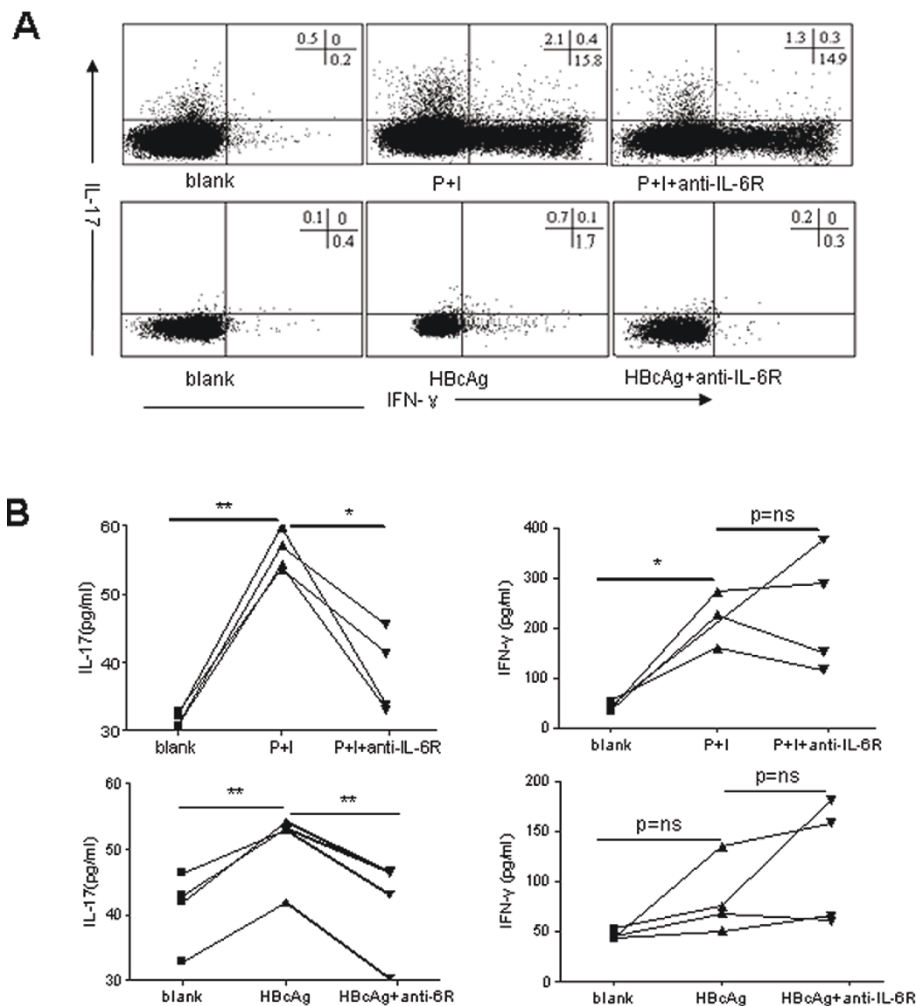 A
0.5 0
0.2
2.1 0.4
15.8
1.3 0.3
14.9
blank P+I P+I+anti-IL-6R
IL-17
0.1 0
0.4
0.7 0.1
1.7
0.2 0
0.3
blank HBcAg HBcAg+anti-IL-6R
IFN-γ
B
IL-17(pg/ml)
60
50
40
30
** *
blank P+I P+I+anti-IL-6R
IFN-γ (pg/ml)
400
300
200
100
0
* p=ns
blank P+I P+I+anti-IL-6R
IL-17(pg/ml)
60
50
40
30
** **
blank HBcAg HBcAg+anti-6R
IFN-γ (pg/ml)
200
150
100
50
0
p=ns p=ns
blank HBcAg HBcAg+anti-IL-6R